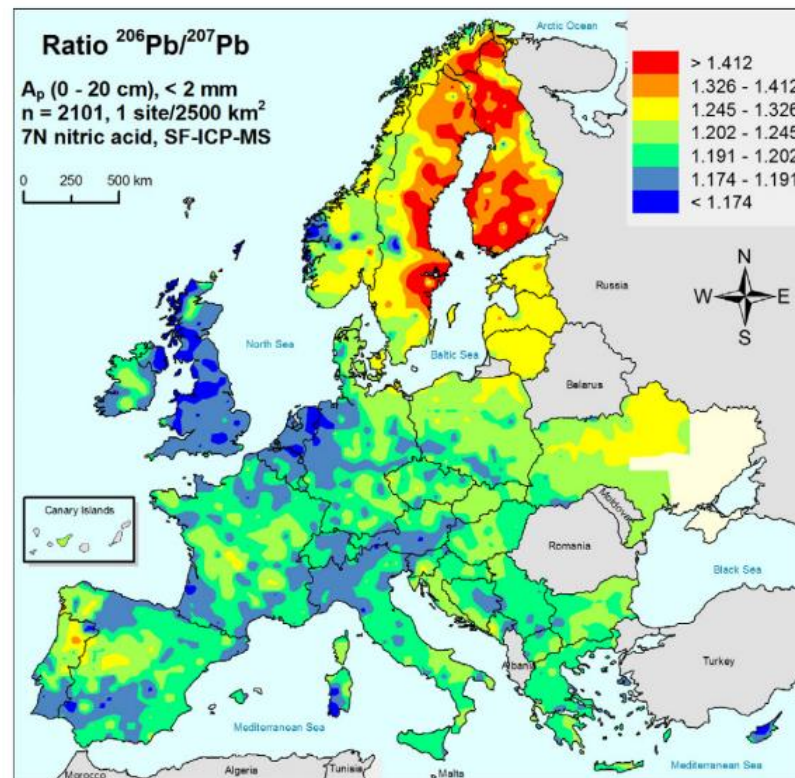 Ratio ²⁰⁶Pb/²⁰⁷Pb
Aₚ (0 - 20 cm), < 2 mm
n = 2101, 1 site/2500 km²
7N nitric acid, SF-ICP-MS
0 250 500 km
Arctic Ocean
> 1.412
1.326 - 1.412
1.245 - 1.326
1.202 - 1.245
1.191 - 1.202
1.174 - 1.191
< 1.174
N
W E
S
Russia
North Sea
Baltic Sea
Belarus
Canary Islands
Moldova
Romania
Black Sea
Albania
Turkey
Mediterranean Sea
Mediterranean Sea
Morocco
Algeria
Tunisia
Malta